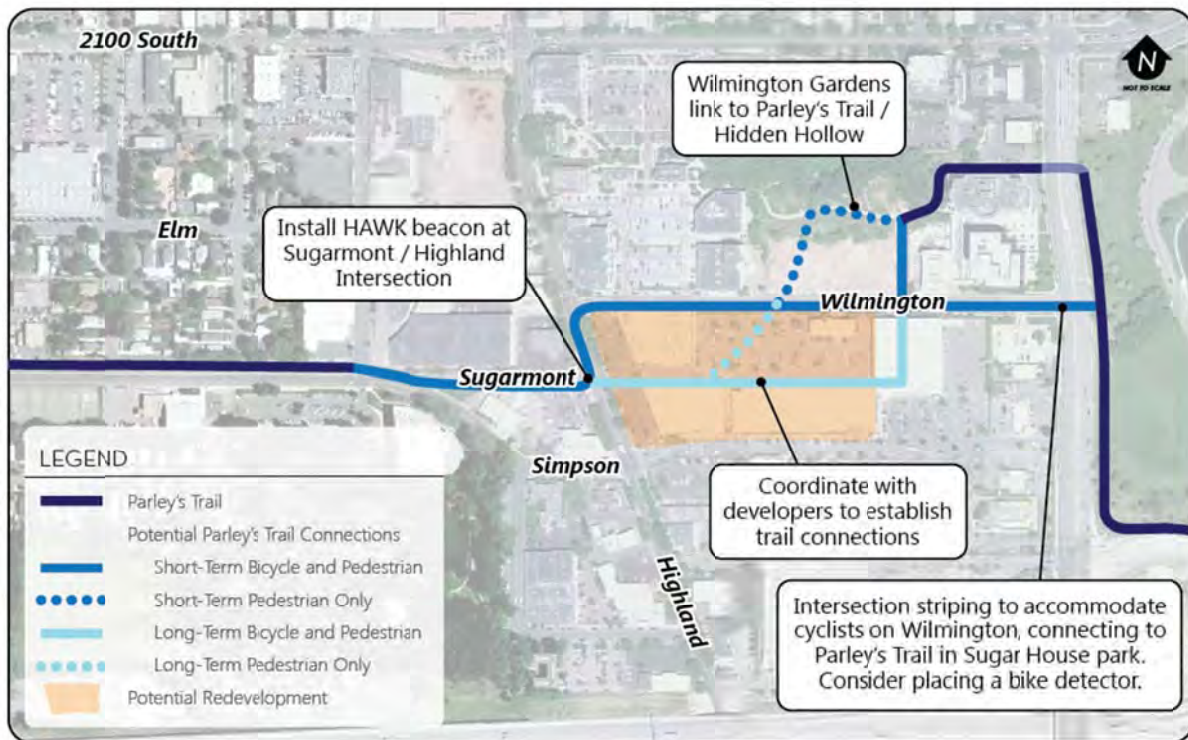 2100 South
N
NOT TO SCALE
Wilmington Gardens
link to Parley's Trail /
Hidden Hollow
Elm
Install HAWK beacon at
Sugarmont / Highland
Intersection
Wilmington
Sugarmont
Simpson
Highland
Coordinate with
developers to establish
trail connections
Intersection striping to accommodate
cyclists on Wilmington, connecting to
Parley's Trail in Sugar House park.
Consider placing a bike detector.
LEGEND
Parley's Trail
Potential Parley's Trail Connections
Short-Term Bicycle and Pedestrian
Short-Term Pedestrian Only
Long-Term Bicycle and Pedestrian
Long-Term Pedestrian Only
Potential Redevelopment